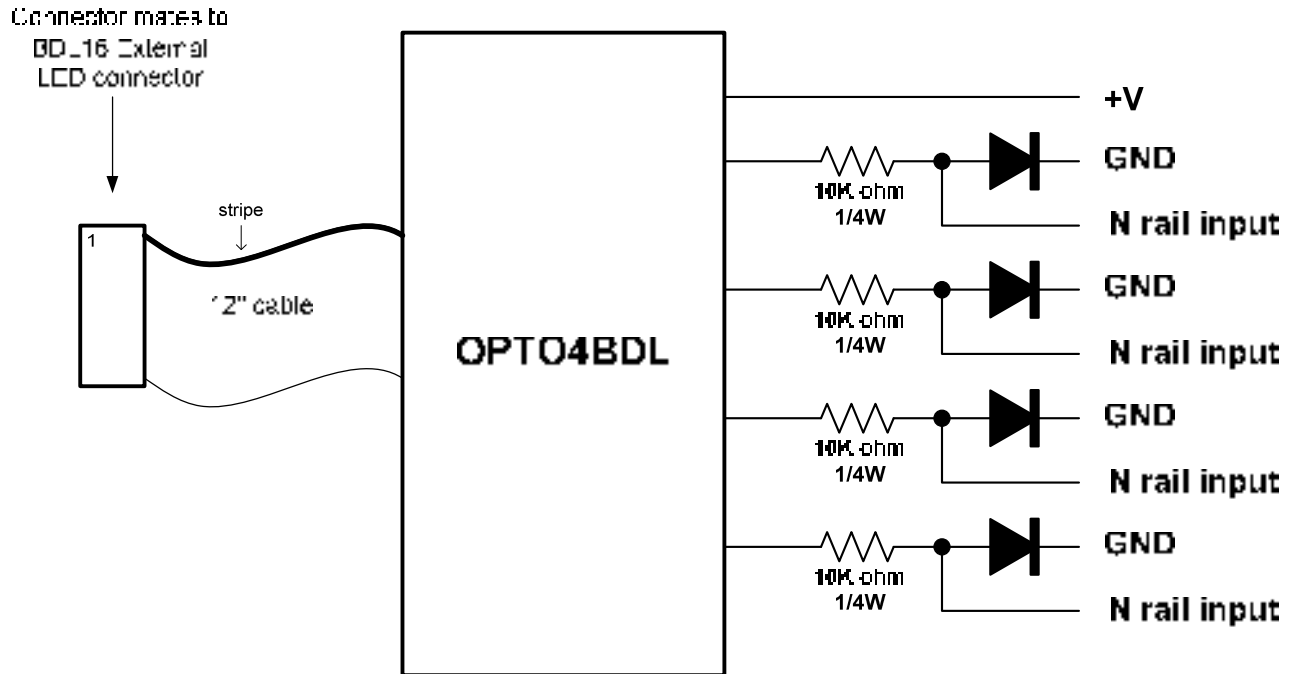 Connector mates to
BDL16 External
LED connector
stripe
1
12" cable
OPTO4BDL
+V
GND
10K ohm
1/4W
N rail input
GND
10K ohm
1/4W
N rail input
GND
10K ohm
1/4W
N rail input
GND
10K ohm
1/4W
N rail input